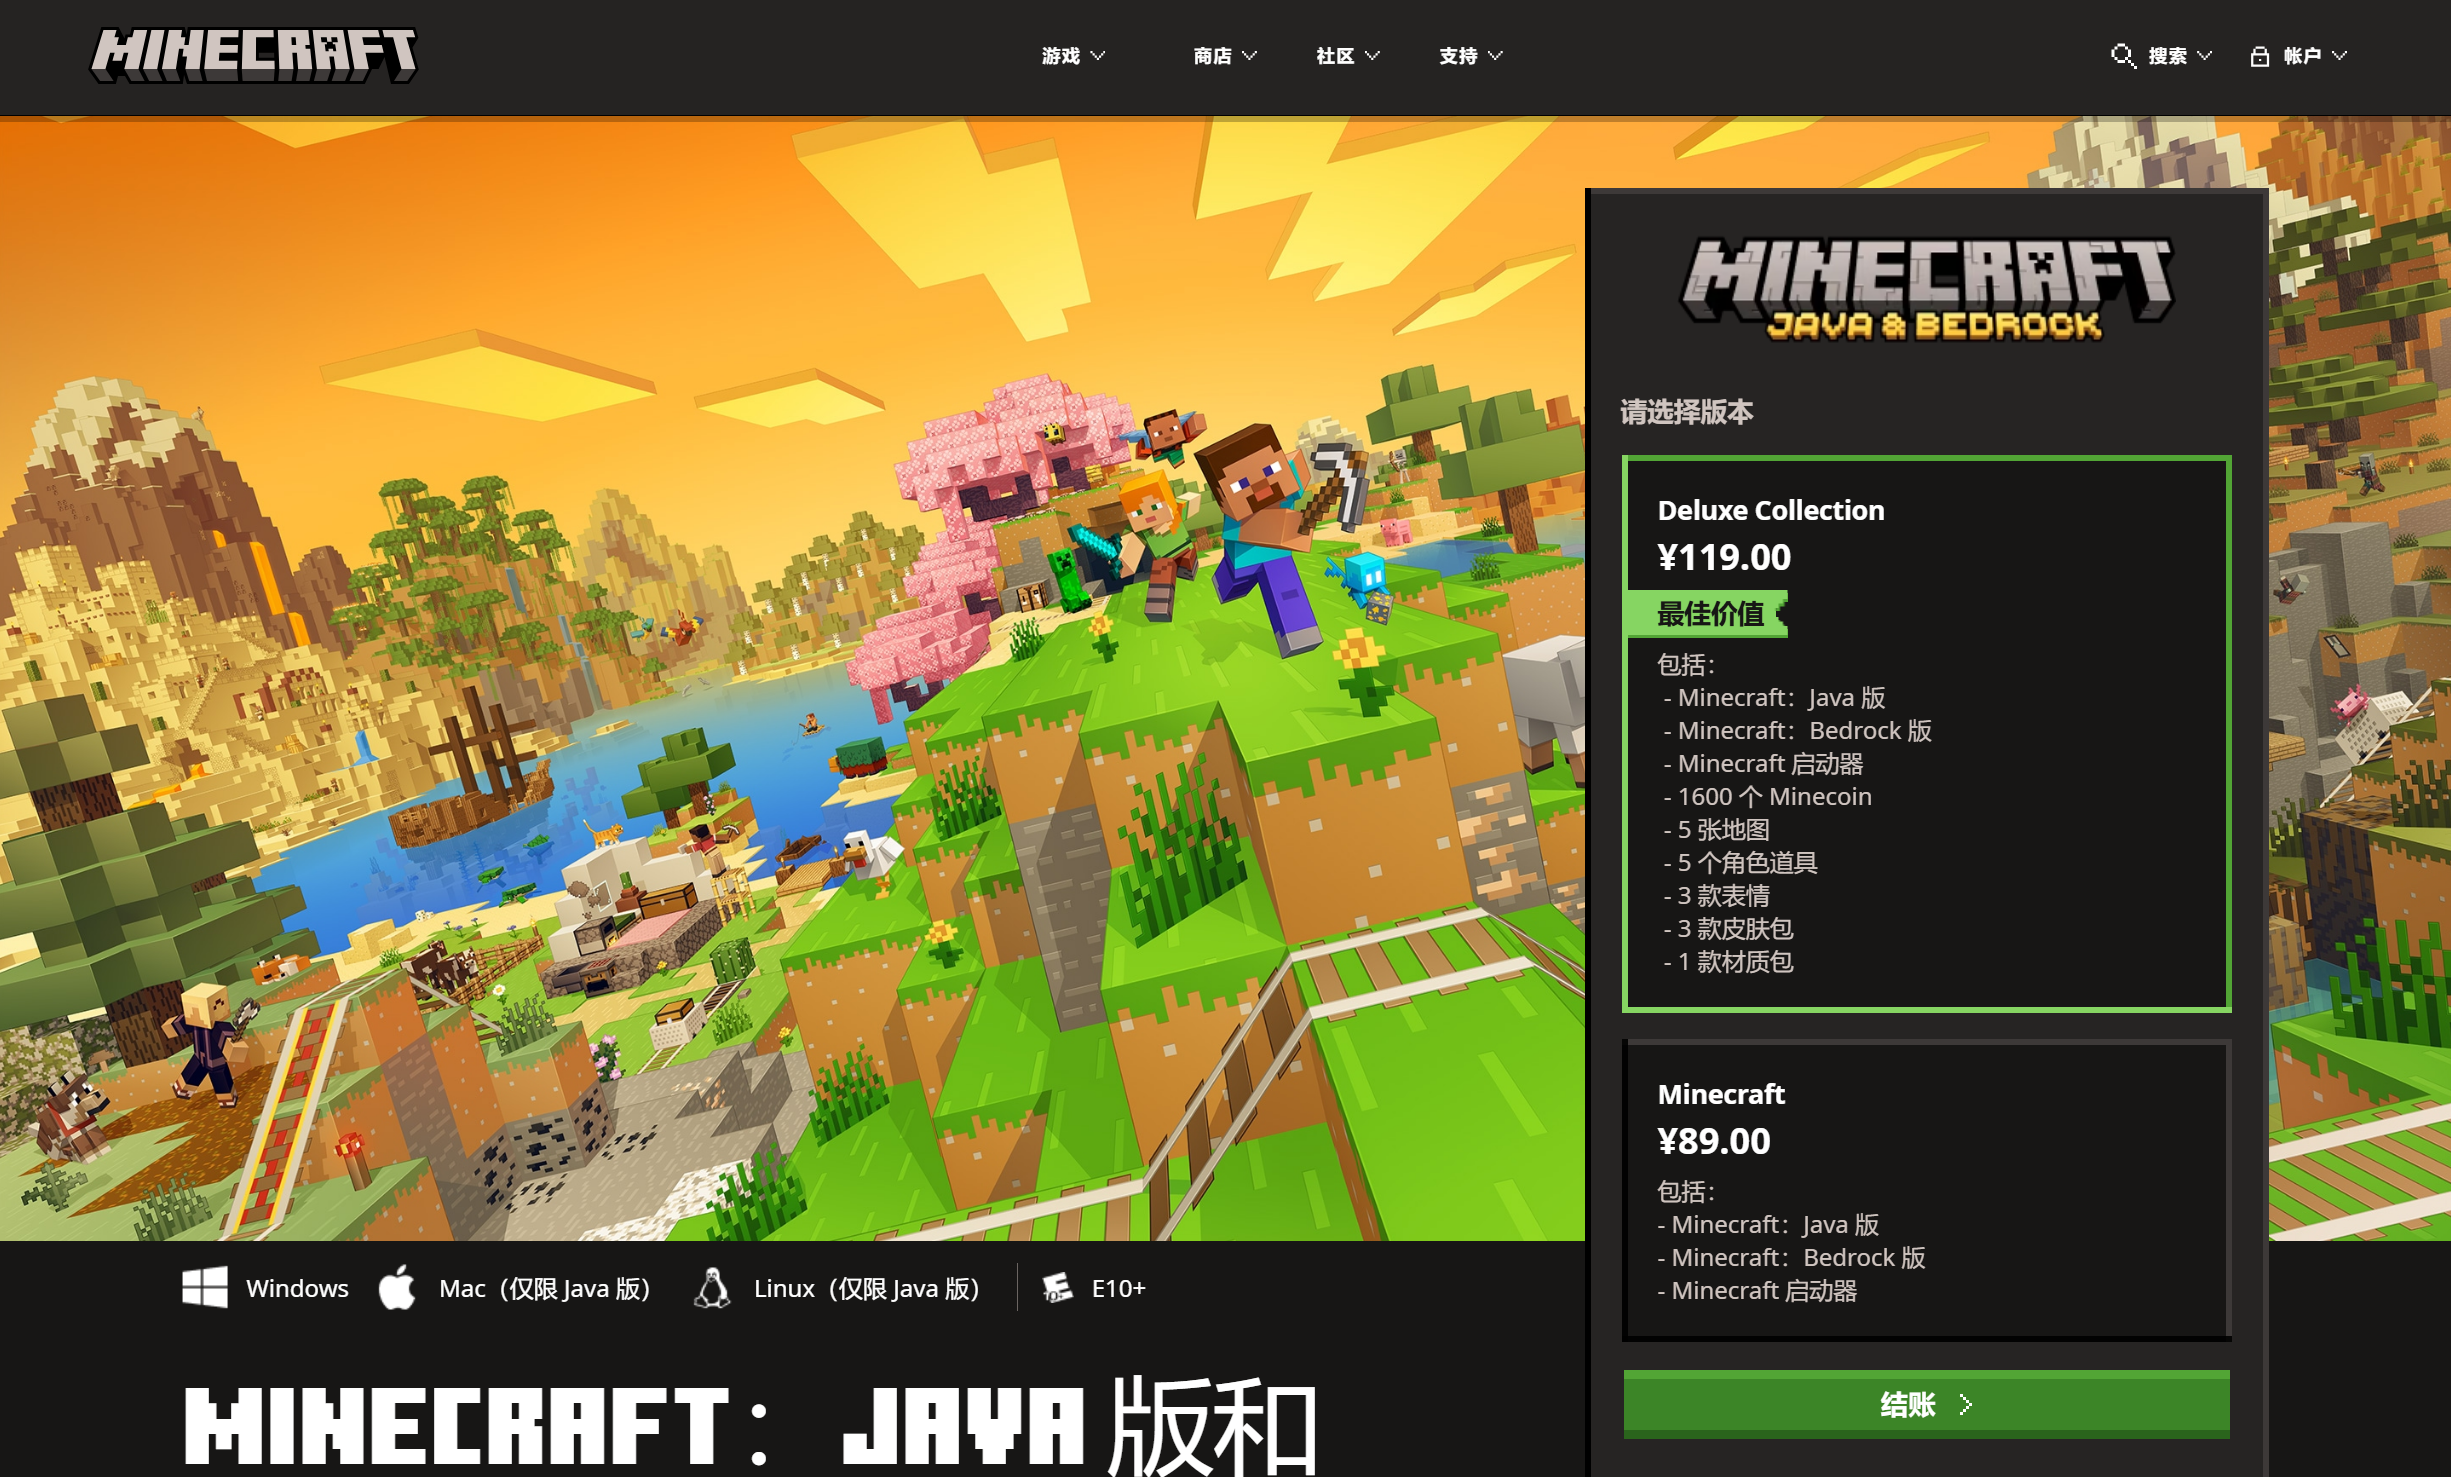 MINECRAFT
游戏
商店
社区
支持
搜索
帐户
MINECRAFT
JAVA & BEDROCK
请选择版本
Deluxe Collection
¥119.00
最佳价值
包括：
- Minecraft：Java 版
- Minecraft：Bedrock 版
- Minecraft 启动器
- 1600 个 Minecoin
- 5 张地图
- 5 个角色道具
- 3 款表情
- 3 款皮肤包
- 1 款材质包
Minecraft
¥89.00
包括：
- Minecraft：Java 版
- Minecraft：Bedrock 版
- Minecraft 启动器
结账
Windows
Mac（仅限 Java 版）
Linux（仅限 Java 版）
E10+
MINECRAFT：JAVA 版和